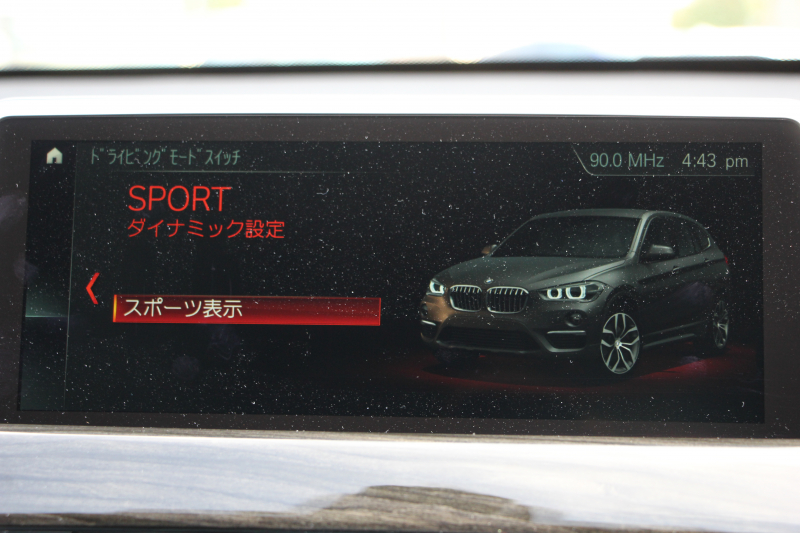 ﾄﾞﾗｲﾋﾞﾝｸﾞﾓｰﾄﾞｽｲｯﾁ
90.0 MHz 4:43 pm
SPORT
ダイナミック設定
スポーツ表示